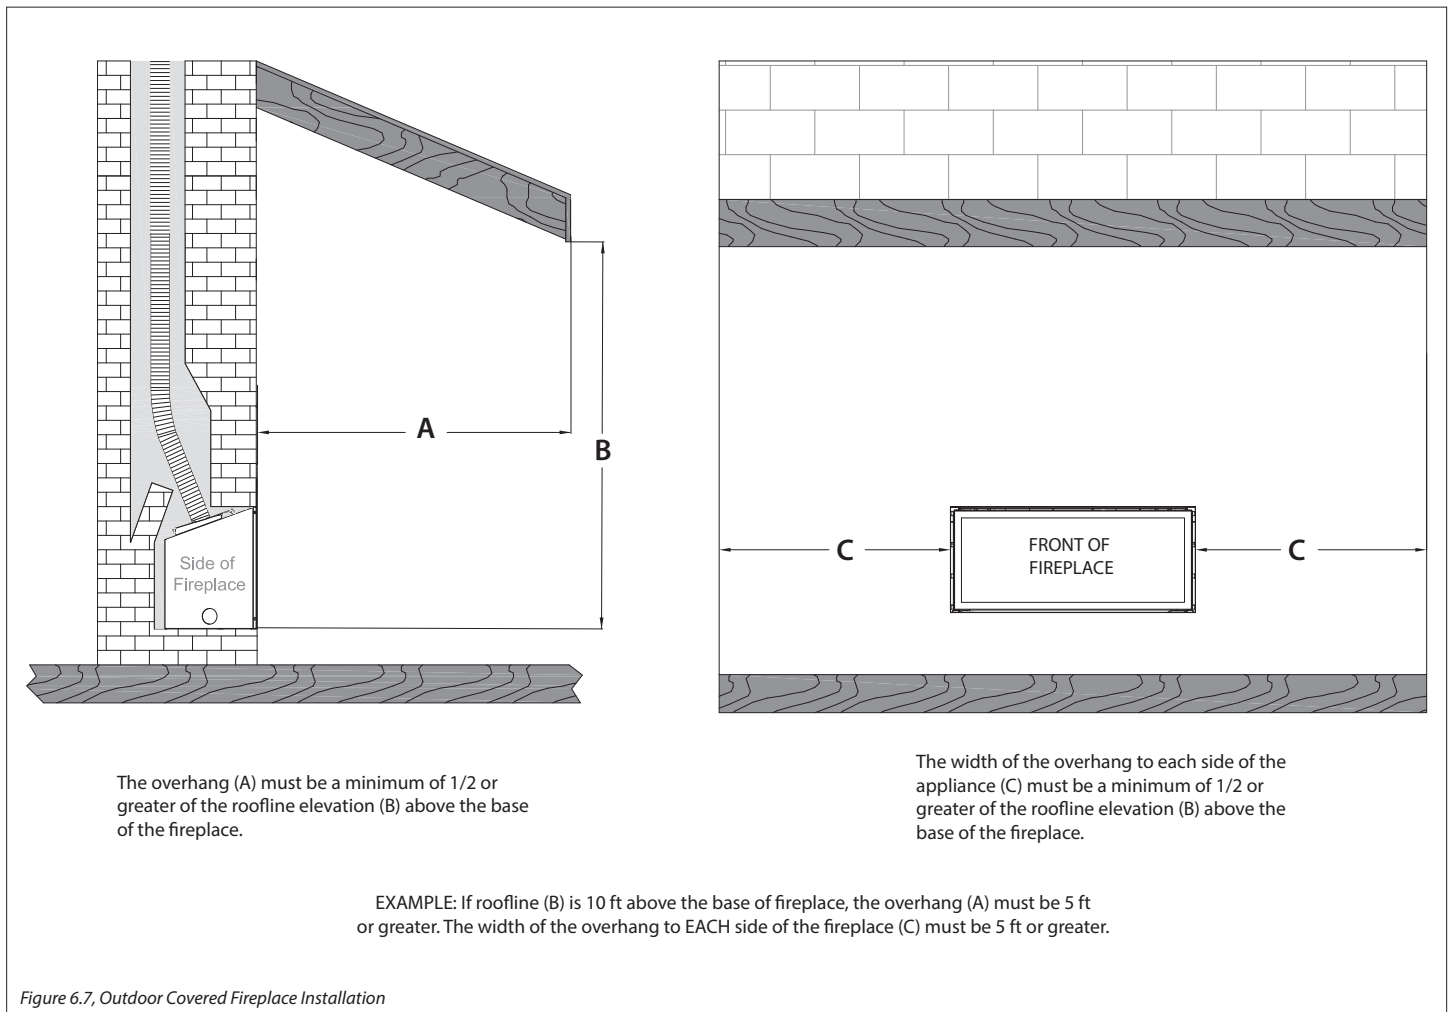 A
B
Side of
Fireplace
C
FRONT OF
FIREPLACE
C
The overhang (A) must be a minimum of 1/2 or
greater of the roofline elevation (B) above the base
of the fireplace.
The width of the overhang to each side of the
appliance (C) must be a minimum of 1/2 or
greater of the roofline elevation (B) above the
base of the fireplace.
EXAMPLE: If roofline (B) is 10 ft above the base of fireplace, the overhang (A) must be 5 ft
or greater. The width of the overhang to EACH side of the fireplace (C) must be 5 ft or greater.
Figure 6.7, Outdoor Covered Fireplace Installation